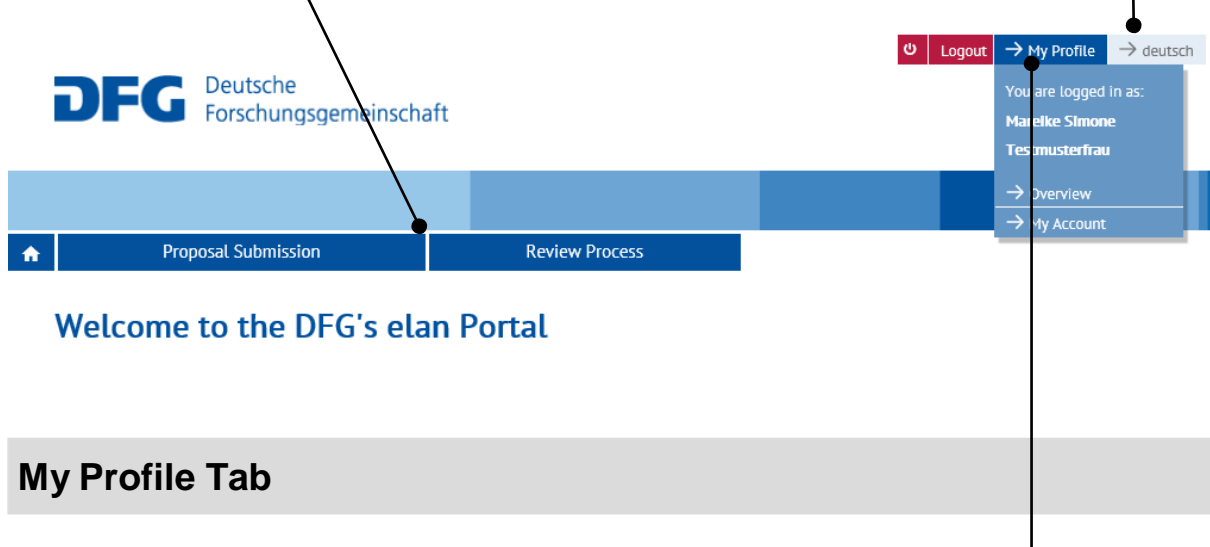 Logout → My Profile → deutsch
DFG Deutsche
Forschungsgemeinschaft
You are logged in as:
Mareike Simone
Testmusterfrau
→ Overview
→ My Account
Proposal Submission Review Process
Welcome to the DFG's elan Portal
My Profile Tab